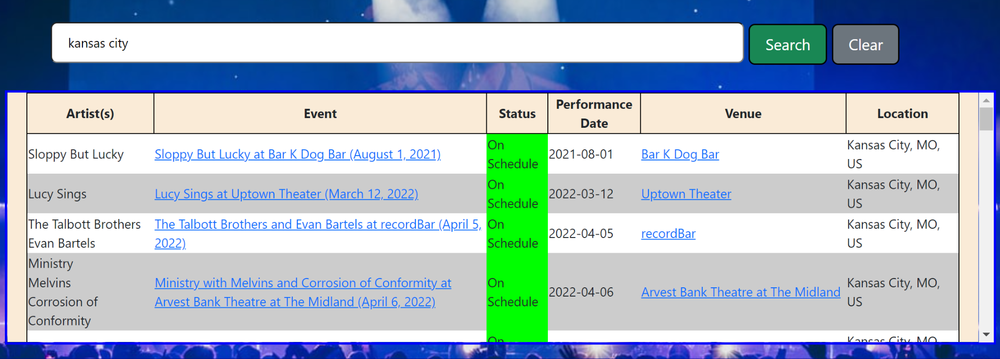 kansas city
Search
Clear
Artist(s)
Event
Status
Performance
Date
Venue
Location
Sloppy But Lucky
Sloppy But Lucky at Bar K Dog Bar (August 1, 2021)
On
Schedule
2021-08-01
Bar K Dog Bar
Kansas City, MO,
US
Lucy Sings
Lucy Sings at Uptown Theater (March 12, 2022)
On
Schedule
2022-03-12
Uptown Theater
Kansas City, MO,
US
The Talbott Brothers
Evan Bartels
The Talbott Brothers and Evan Bartels at recordBar (April 5,
2022)
On
Schedule
2022-04-05
recordBar
Kansas City, MO,
US
Ministry
Melvins
Corrosion of
Conformity
Ministry with Melvins and Corrosion of Conformity at
Arvest Bank Theatre at The Midland (April 6, 2022)
On
Schedule
2022-04-06
Arvest Bank Theatre at The Midland
Kansas City, MO,
US
On
Kansas City, MO,